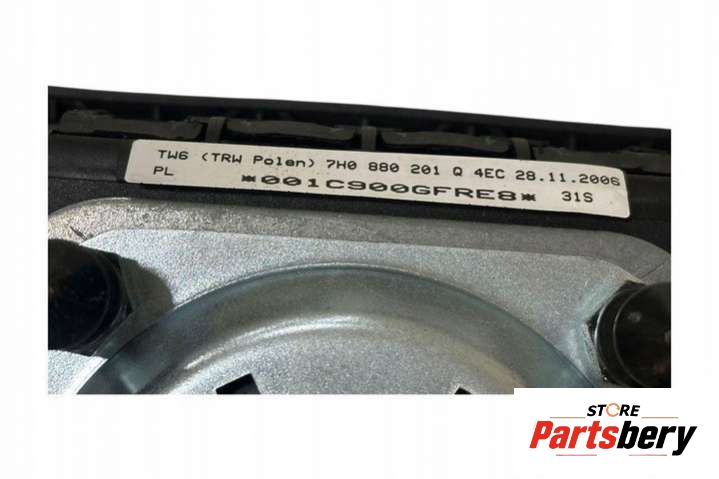 TW6 (TRW Polen) 7H0 880 201 Q 4EC 28.11.2006
PL *001C900GFRE8* 31S
STORE
Partsbery